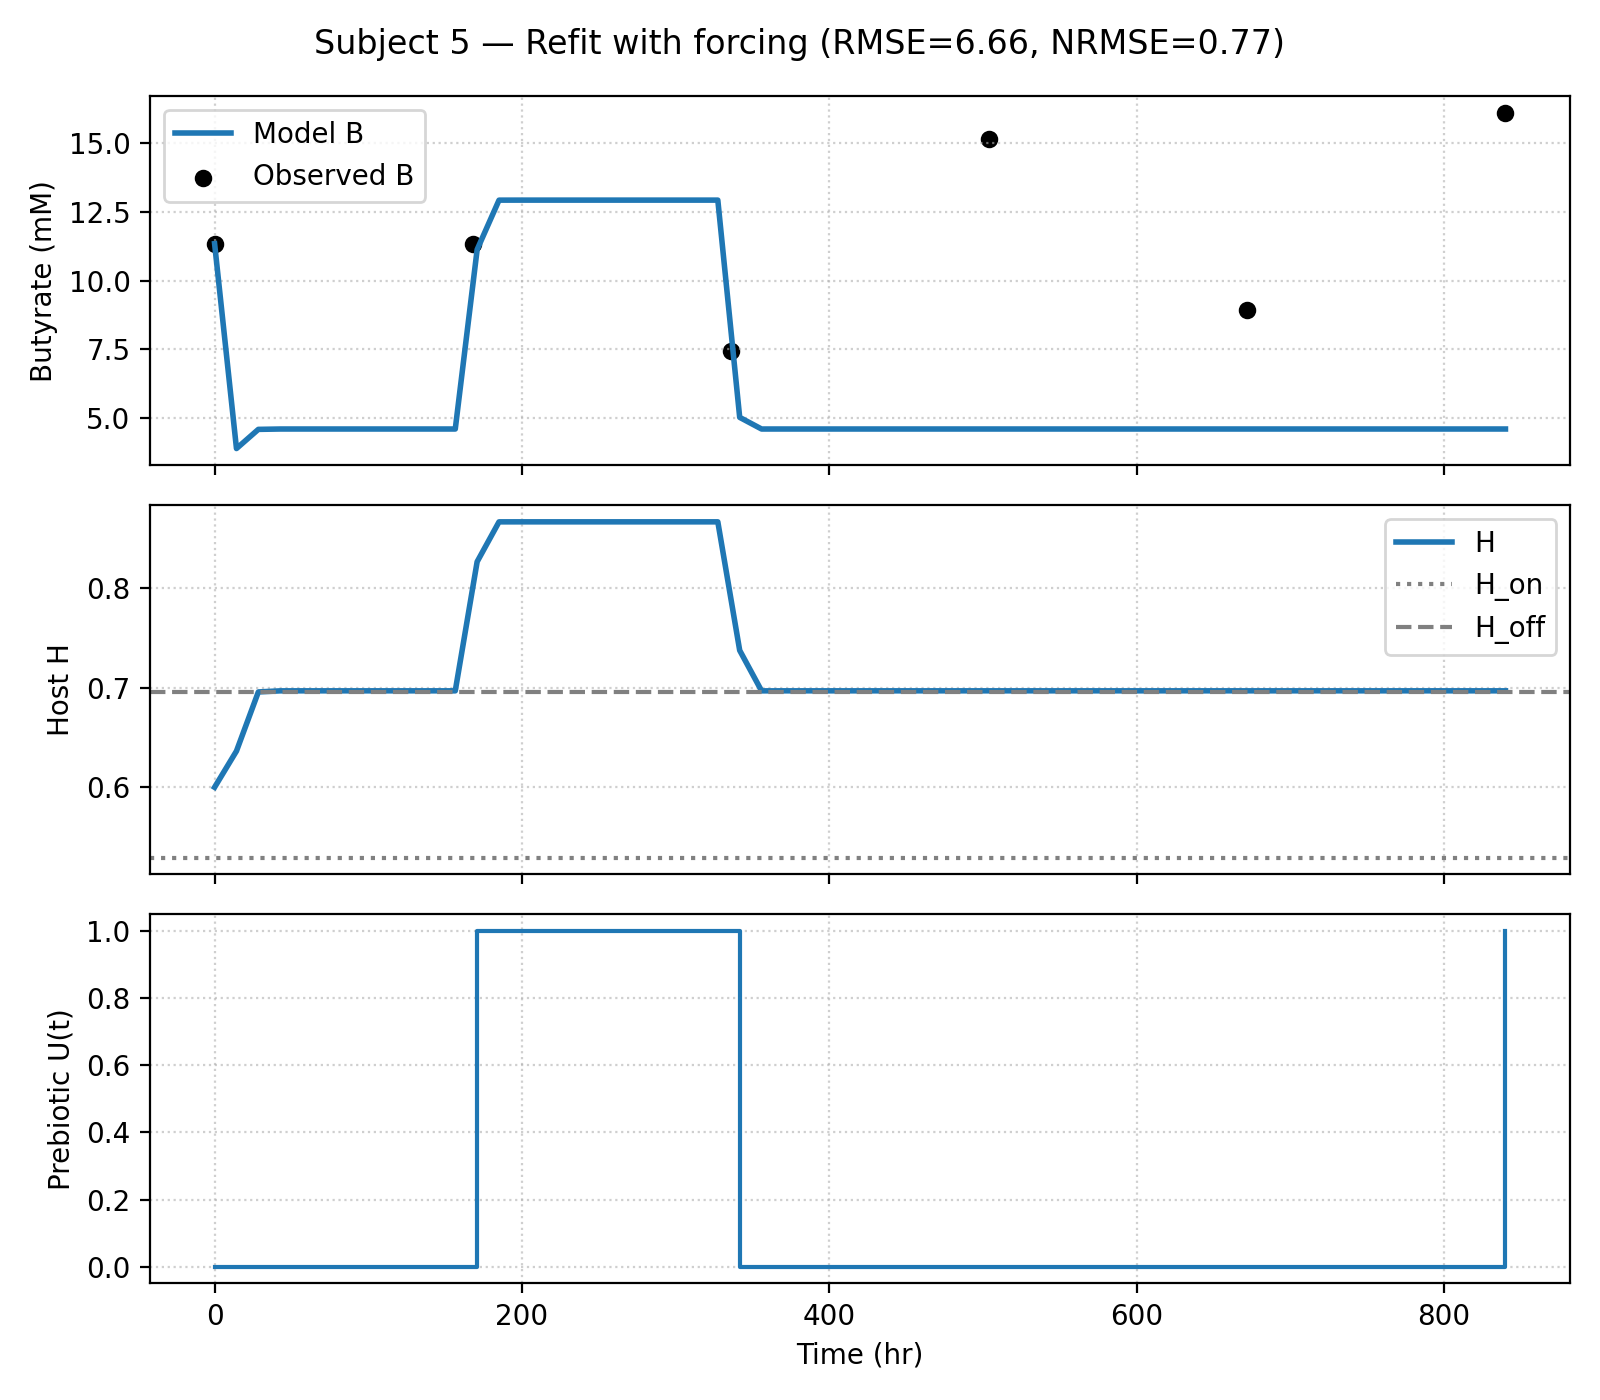 Subject 5 — Refit with forcing (RMSE=6.66, NRMSE=0.77)
Model B
Observed B
15.0
12.5
10.0
7.5
5.0
Butyrate (mM)
H
H_on
H_off
0.8
0.7
0.6
Host H
1.0
0.8
0.6
0.4
0.2
0.0
Prebiotic U(t)
0 200 400 600 800
Time (hr)